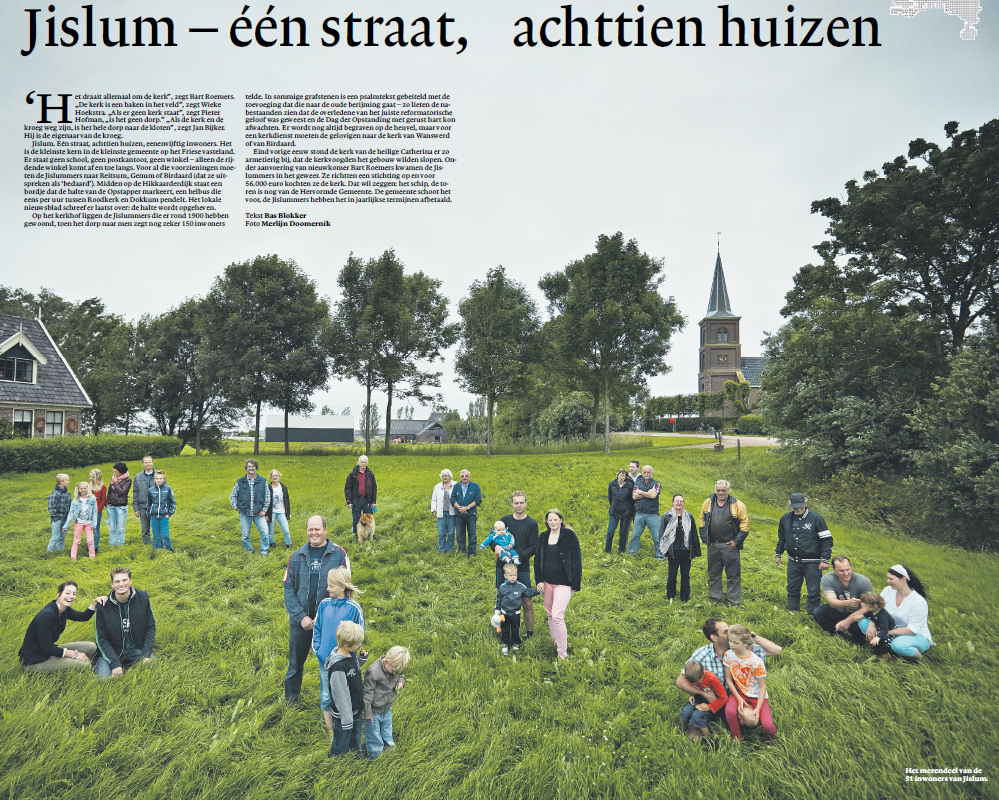 Jislum – één straat, achttien huizen
‘Het draait allemaal om de kerk”, zegt Bart Roemers.
„De kerk is een baken in het veld”, zegt Wieke
Hoekstra. „Als er geen kerk staat”, zegt Pieter
Hofman, „is het geen dorp.” „Als de kerk en de
kroeg weg zijn, is het hele dorp naar de kloten”, zegt Jan Bijker.
Hij is de eigenaar van de kroeg.
Jislum. Eén straat, achttien huizen, eenenvijftig inwoners. Het
is de kleinste kern in de kleinste gemeente op het Friese vasteland.
Er staat geen school, geen postkantoor, geen winkel – alleen de rij-
dende winkel komt af en toe langs. Voor al die voorzieningen moe-
ten de Jislummers naar Reitsum, Genum of Birdaard (dat ze uit-
spreken als ‘bedaard’). Midden op de Hikkaarderdijk staat een
bordje dat de halte van de Opstapper markeert, een belbus die
eens per uur tussen Roodkerk en Dokkum pendelt. Het lokale
nieuwsblad schreef er laatst over: de halte wordt opgeheven.
Op het kerkhof liggen de Jislummers die er rond 1900 hebben
gewoond, toen het dorp naar men zegt nog zeker 150 inwoners
telde. In sommige grafstenen is een psalmtekst gebeiteld met de
toevoeging dat die naar de oude berijming gaat – zo lieten de na-
bestaanden zien dat de overledene van het juiste reformatorische
geloof was geweest en de Dag der Opstanding met gerust hart kon
afwachten. Er wordt nog altijd begraven op de heuvel, maar voor
een kerkdienst moeten de gelovigen naar de kerk van Wanswerd
of van Birdaard.
Eind vorige eeuw stond de kerk van de heilige Catherina er zo
armetierig bij, dat de kerkvoogden het gebouw wilden slopen. On-
der aanvoering van nieuwkomer Bart Roemers kwamen de Jis-
lummers in het geweer. Ze richtten een stichting op en voor
56.000 euro kochten ze de kerk. Dat wil zeggen: het schip, de to-
ren is nog van de Hervormde Gemeente. De gemeente schoot het
voor, de Jislummers hebben het in jaarlijkse termijnen afbetaald.
Tekst Bas Blokker
Foto Merlijn Doomernik
Het merendeel van de
51 inwoners van Jislum.